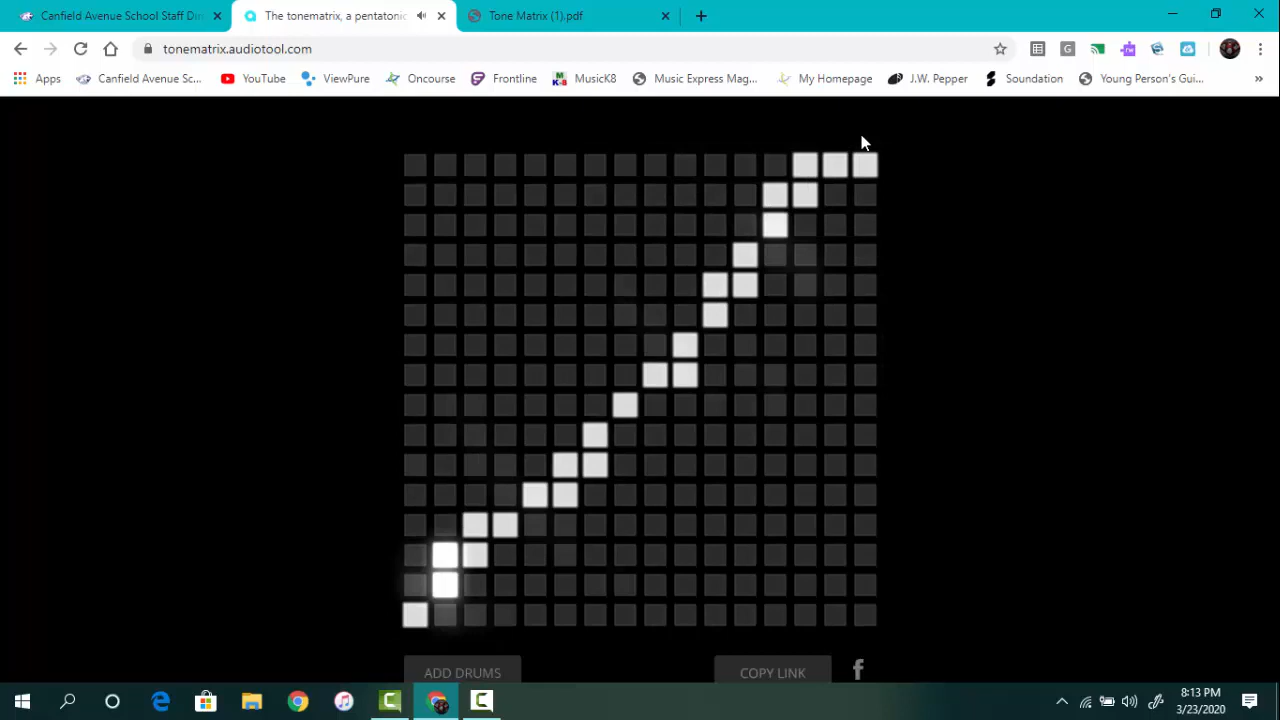 Canfield Avenue School Staff Dir
The tonematrix, a pentatonic
Tone Matrix (1).pdf
tonematrix.audiotool.com
Apps
Canfield Avenue Sc...
YouTube
ViewPure
Oncourse
Frontline
MusicK8
Music Express Mag...
My Homepage
J.W. Pepper
Soundation
Young Person's Gui...
»
ADD DRUMS
COPY LINK
8:13 PM
3/23/2020